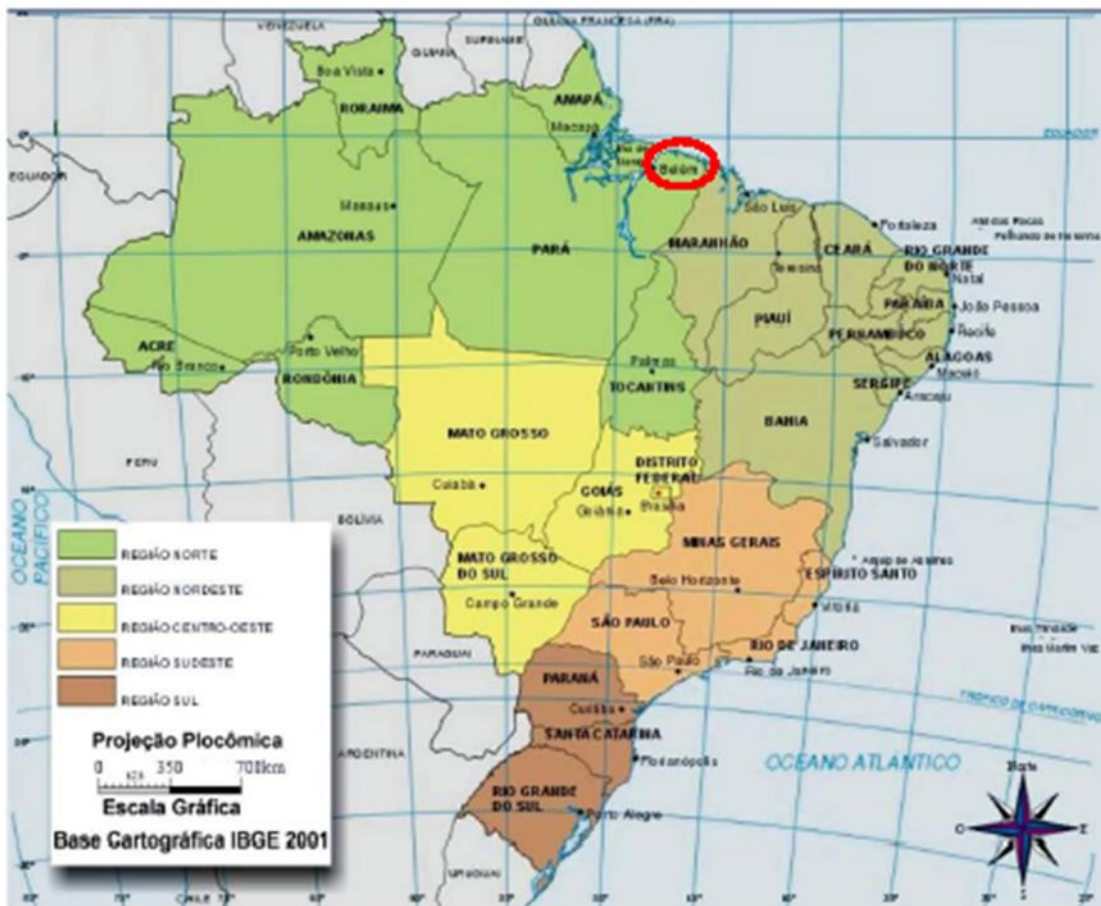 VENEZUELA
GUIANA FRANCESA (FRA)
SURINAME
GUIANA
Boa Vista
RORAIMA
AMAPÁ
Macapá
EQUADOR
EQUADOR
Belém
Manaus
São Luís
Fortaleza
AMAZONAS
PARÁ
MARANHÃO
CEARÁ
RIO GRANDE
DO NORTE
Teresina
Natal
PARAÍBA
João Pessoa
PIAUÍ
PERNAMBUCO
Recife
ACRE
Porto Velho
Rio Branco
RONDÔNIA
Palmas
TOCANTINS
ALAGOAS
Maceió
SERGIPE
Aracaju
BAHIA
Salvador
MATO GROSSO
PERU
DISTRITO
FEDERAL
GOIÁS
Cuiabá
Goiânia
Brasília
OCEANO
PACÍFICO
BOLÍVIA
MINAS GERAIS
MATO GROSSO
DO SUL
Belo Horizonte
ESPÍRITO SANTO
Campo Grande
Vitória
SÃO PAULO
RIO DE JANEIRO
PARAGUAI
São Paulo
Rio de Janeiro
PARANÁ
Curitiba
SANTA CATARINA
ARGENTINA
Florianópolis
OCEANO ATLÂNTICO
RIO GRANDE
DO SUL
Porto Alegre
URUGUAI
CHILE
REGIÃO NORTE
REGIÃO NORDESTE
REGIÃO CENTRO-OESTE
REGIÃO SUDESTE
REGIÃO SUL
Projeção Plocômica
0 350 700km
Escala Gráfica
Base Cartográfica IBGE 2001
Norte
O E
S